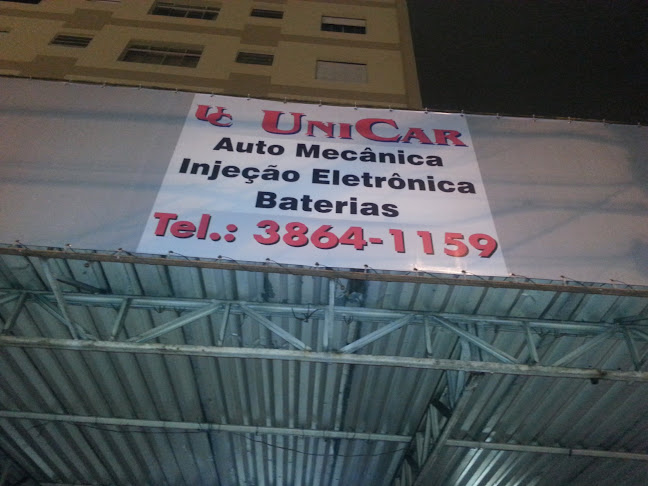 UC UNICAR
Auto Mecânica
Injeção Eletrônica
Baterias
Tel.: 3864-1159